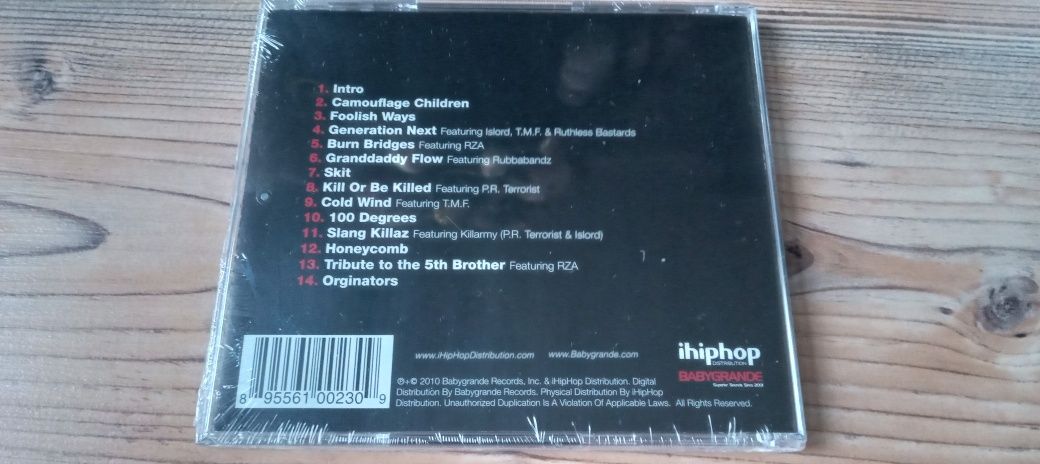 1. Intro
2. Camouflage Children
3. Foolish Ways
4. Generation Next Featuring Islord, T.M.F. & Ruthless Bastards
5. Burn Bridges Featuring RZA
6. Granddaddy Flow Featuring Rubbabandz
7. Skit
8. Kill Or Be Killed Featuring P.R. Terrorist
9. Cold Wind Featuring T.M.F.
10. 100 Degrees
11. Slang Killaz Featuring Killarmy (P.R. Terrorist & Islord)
12. Honeycomb
13. Tribute to the 5th Brother Featuring RZA
14. Orginators
www.iHipHopDistribution.com www.Babygrande.com
ihiphop
DISTRIBUTION
BABYGRANDE
Superior Sounds Since 2001
8 95561 00230 9
℗+© 2010 Babygrande Records, Inc. & iHipHop Distribution. Digital
Distribution By Babygrande Records. Physical Distribution By iHipHop
Distribution. Unauthorized Duplication Is A Violation Of Applicable Laws. All Rights Reserved.